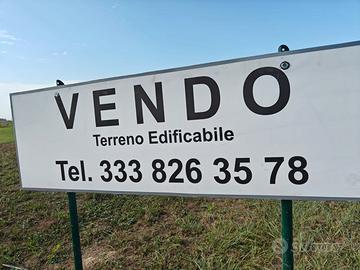 VENDO
Terreno Edificabile
Tel. 333 826 35 78